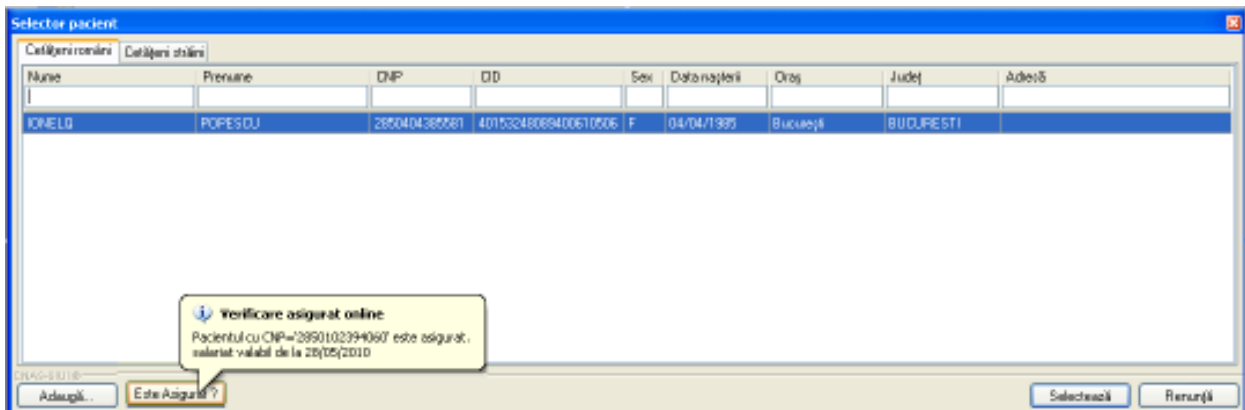 Selector pacient
Cetățeni români Cetățeni străini
Nume Prenume CNP CID Sex Data nașterii Oraș Județ Adresă
IONELQ POPESCU 2850404385581 40153248089400610506 F 04/04/1985 București BUCURESTI
Verificare asigurat online
Pacientul cu CNP='2850102394060' este asigurat.
salariat valabil de la 28/05/2010
Adaugă... Este Asigurat ? Selectează Renunță